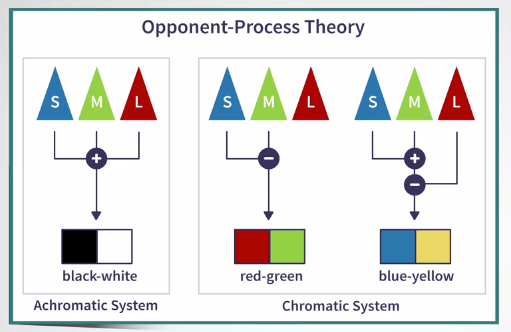 Opponent-Process Theory
S M L
S M L
S M L
+
−
+
−
black-white
red-green
blue-yellow
Achromatic System
Chromatic System